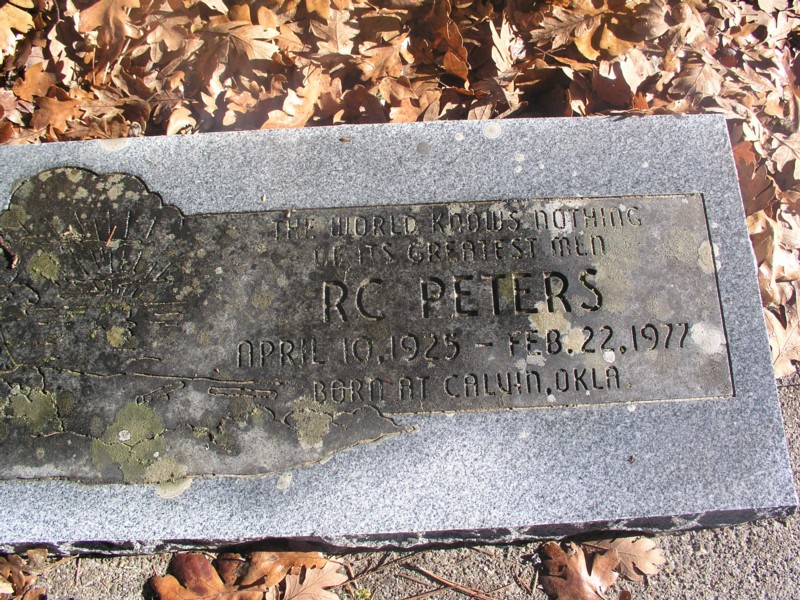 THE WORLD KNOWS NOTHING
OF ITS GREATEST MEN
RC PETERS
APRIL 10, 1925 - FEB. 22, 1977
BORN AT CALVIN, OKLA